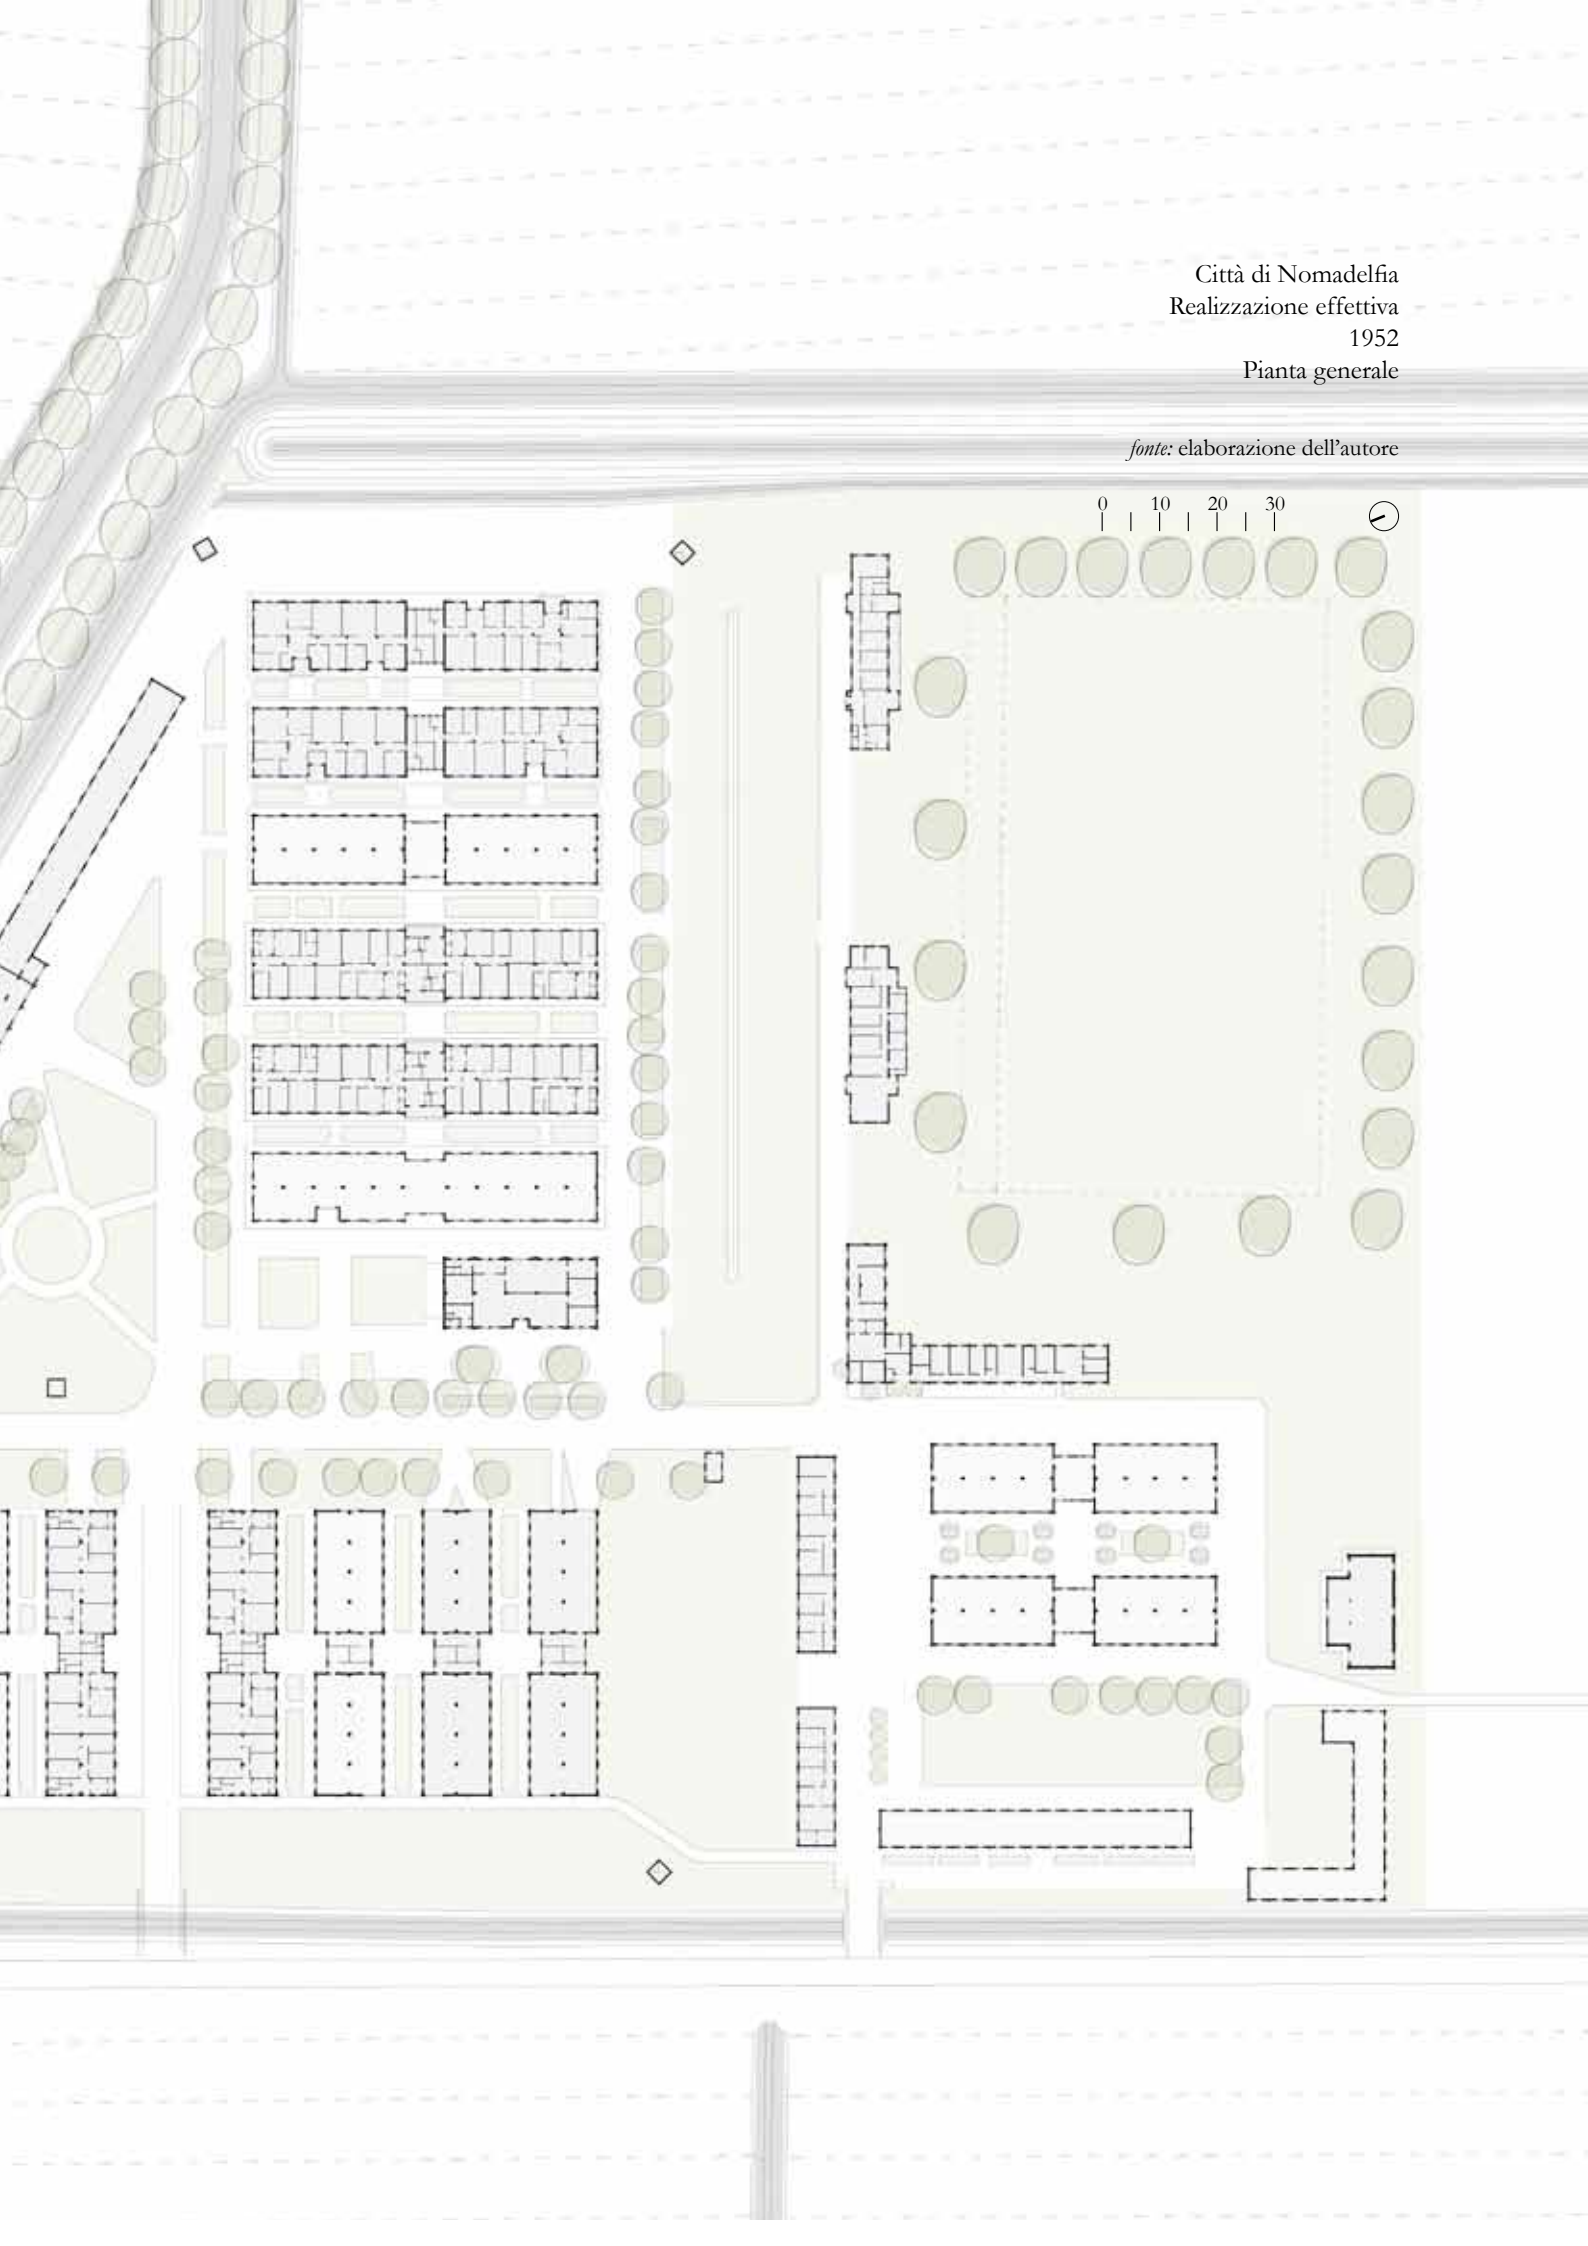 Città di Nomadelfia
Realizzazione effettiva
1952
Pianta generale
fonte: elaborazione dell'autore
0 10 20 30